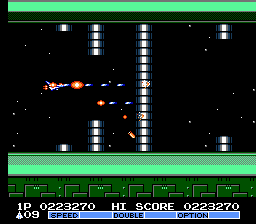 1P 0223270 HI SCORE 0223270
09 SPEED DOUBLE OPTION